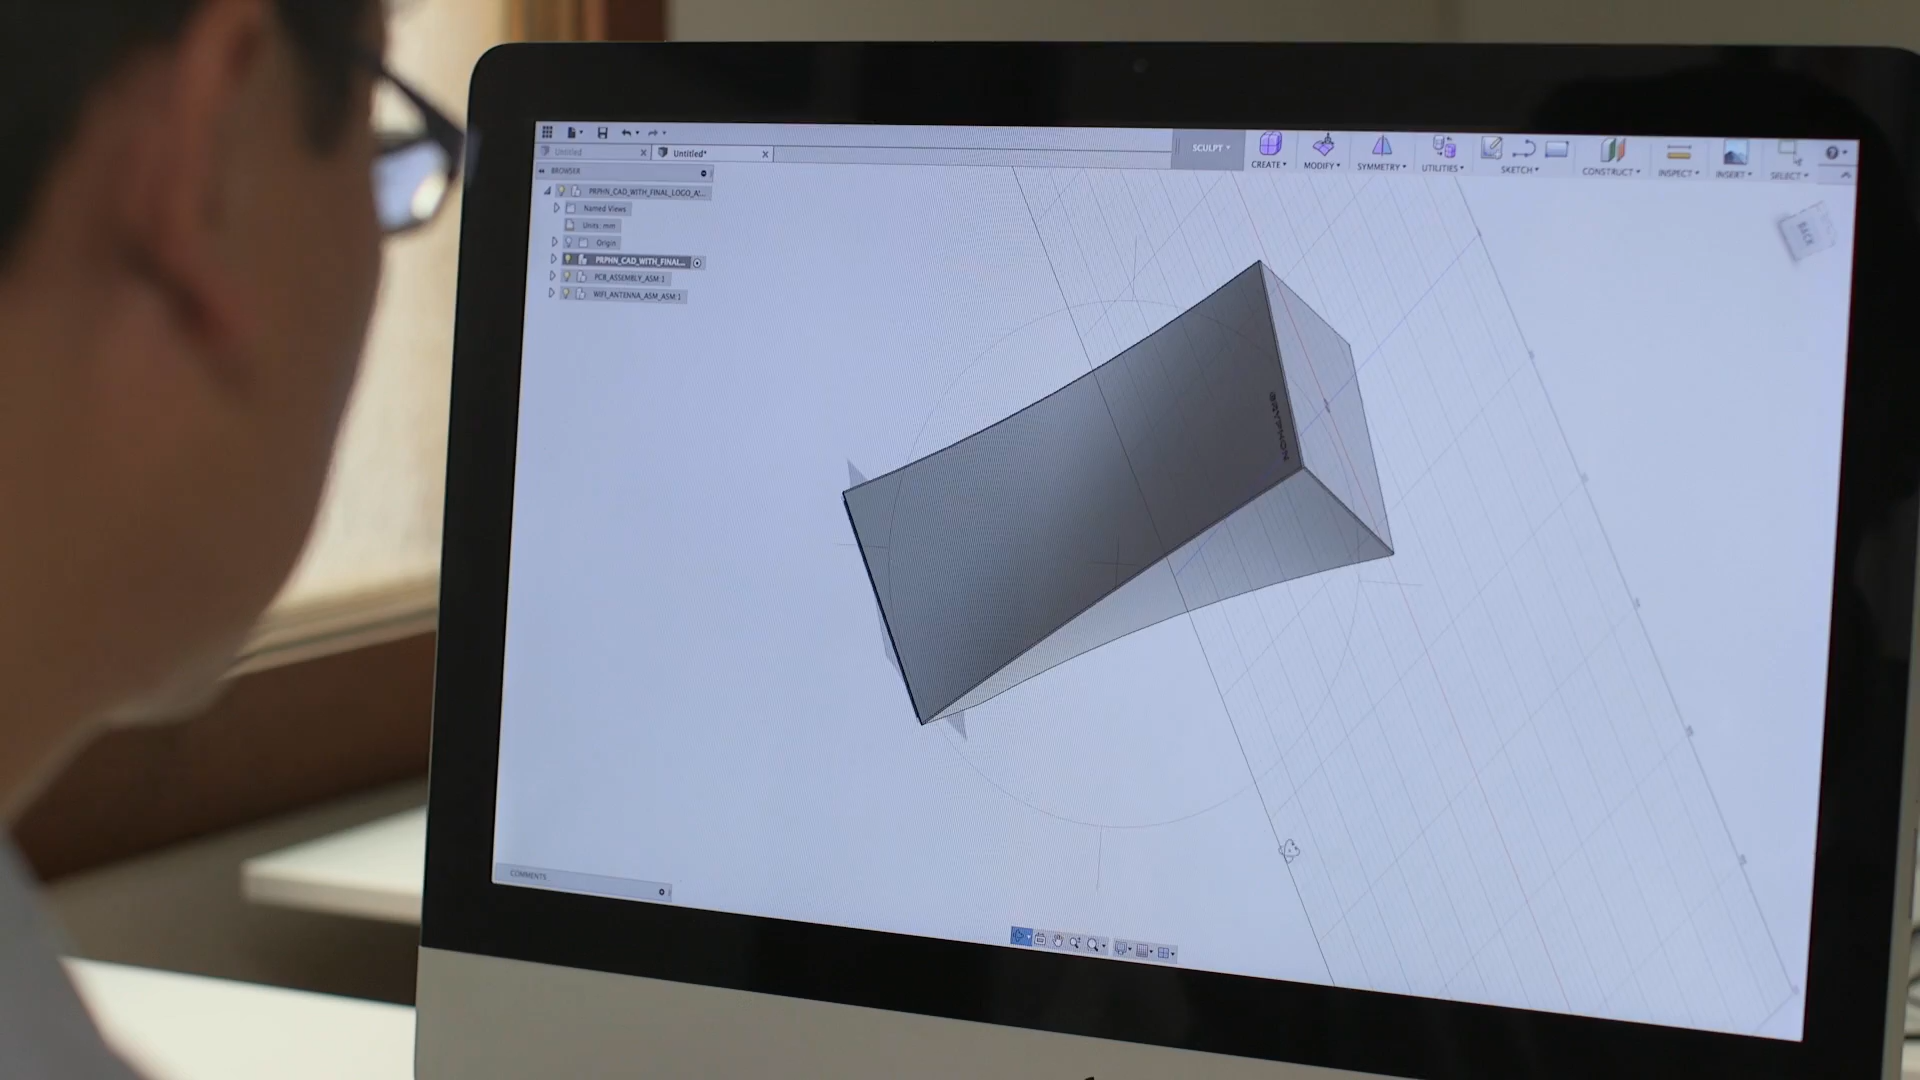 Untitled
Untitled*
SCULPT
CREATE
MODIFY
SYMMETRY
UTILITIES
SKETCH
CONSTRUCT
INSPECT
INSERT
SELECT
BROWSER
PRPHN_CAD_WITH_FINAL_LOGO_A'...
Named Views
Units: mm
Origin
PRPHN_CAD_WITH_FINAL...
PCB_ASSEMBLY_ASM:1
WIFI_ANTENNA_ASM_ASM:1
BACK
COMMENTS